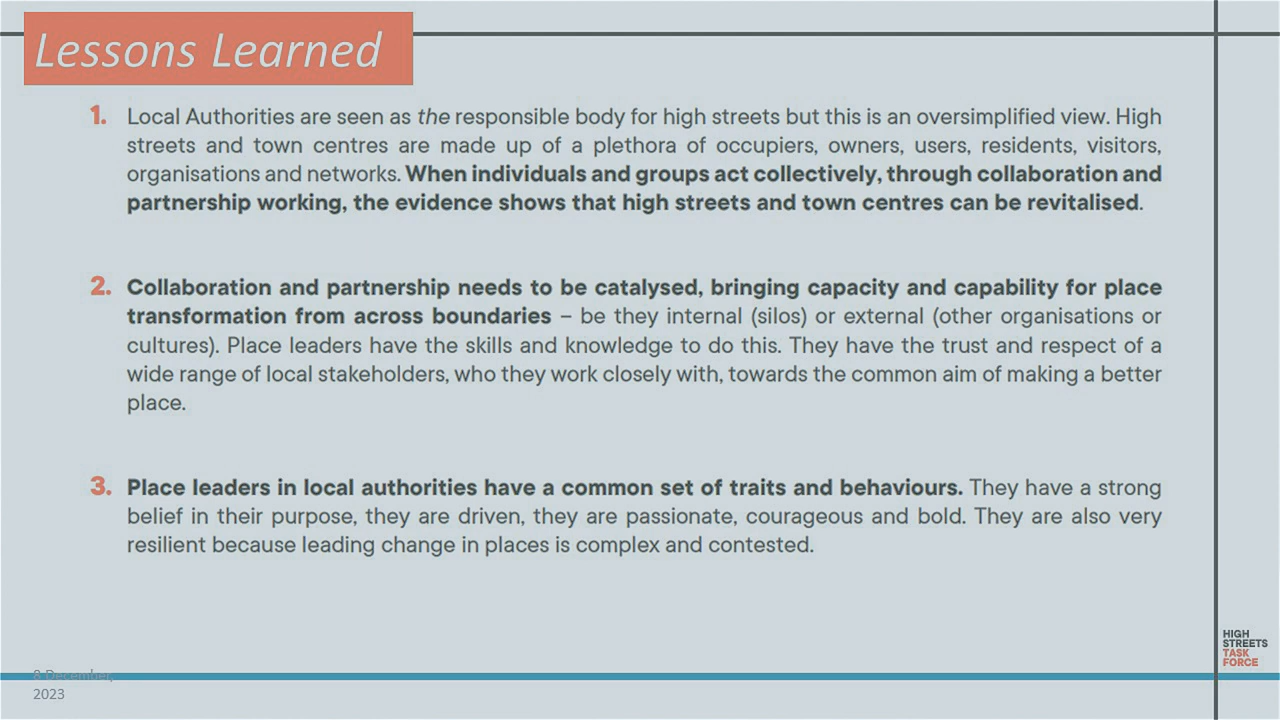 Lessons Learned
1. Local Authorities are seen as the responsible body for high streets but this is an oversimplified view. High
streets and town centres are made up of a plethora of occupiers, owners, users, residents, visitors,
organisations and networks. When individuals and groups act collectively, through collaboration and
partnership working, the evidence shows that high streets and town centres can be revitalised.
2. Collaboration and partnership needs to be catalysed, bringing capacity and capability for place
transformation from across boundaries – be they internal (silos) or external (other organisations or
cultures). Place leaders have the skills and knowledge to do this. They have the trust and respect of a
wide range of local stakeholders, who they work closely with, towards the common aim of making a better
place.
3. Place leaders in local authorities have a common set of traits and behaviours. They have a strong
belief in their purpose, they are driven, they are passionate, courageous and bold. They are also very
resilient because leading change in places is complex and contested.
HIGH
STREETS
TASK
FORCE
8 December,
2023